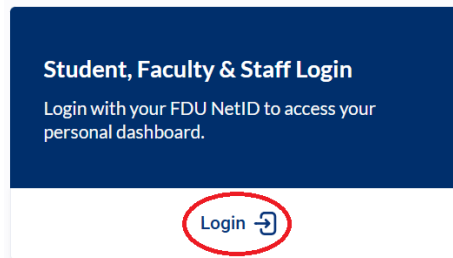 Student, Faculty & Staff Login
Login with your FDU NetID to access your
personal dashboard.
Login